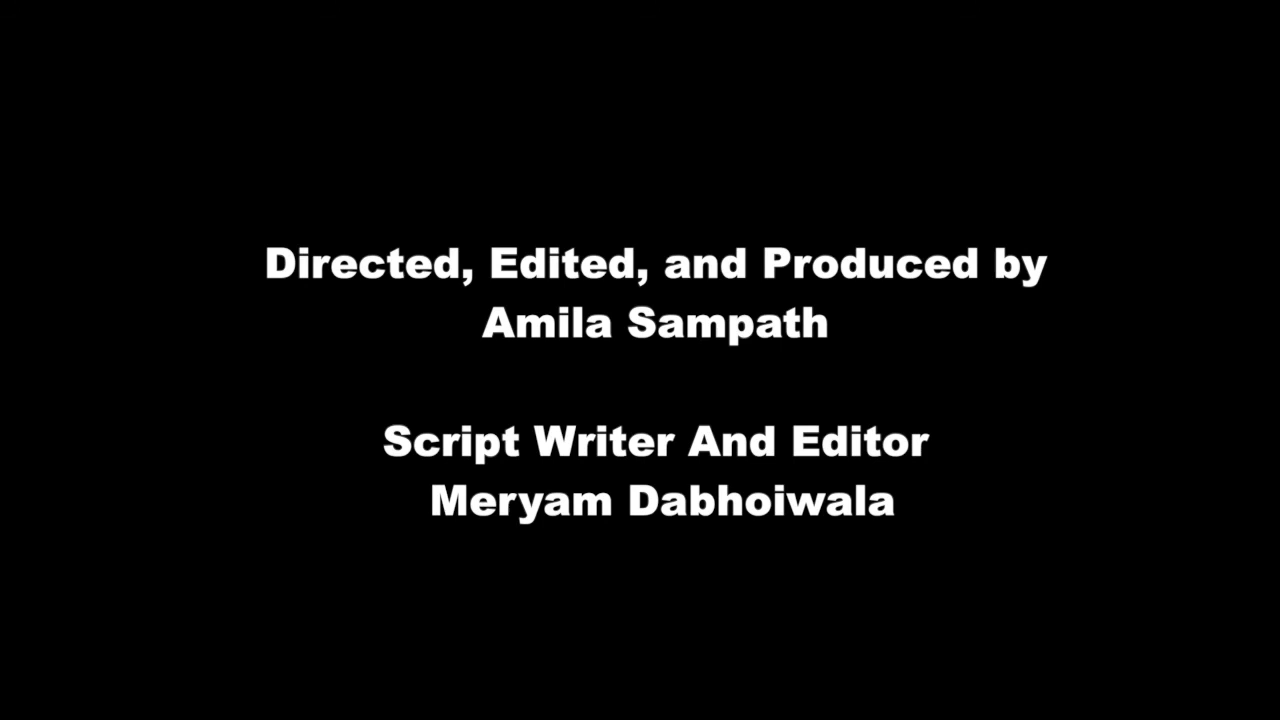 Directed, Edited, and Produced by
Amila Sampath
Script Writer And Editor
Meryam Dabhoiwala